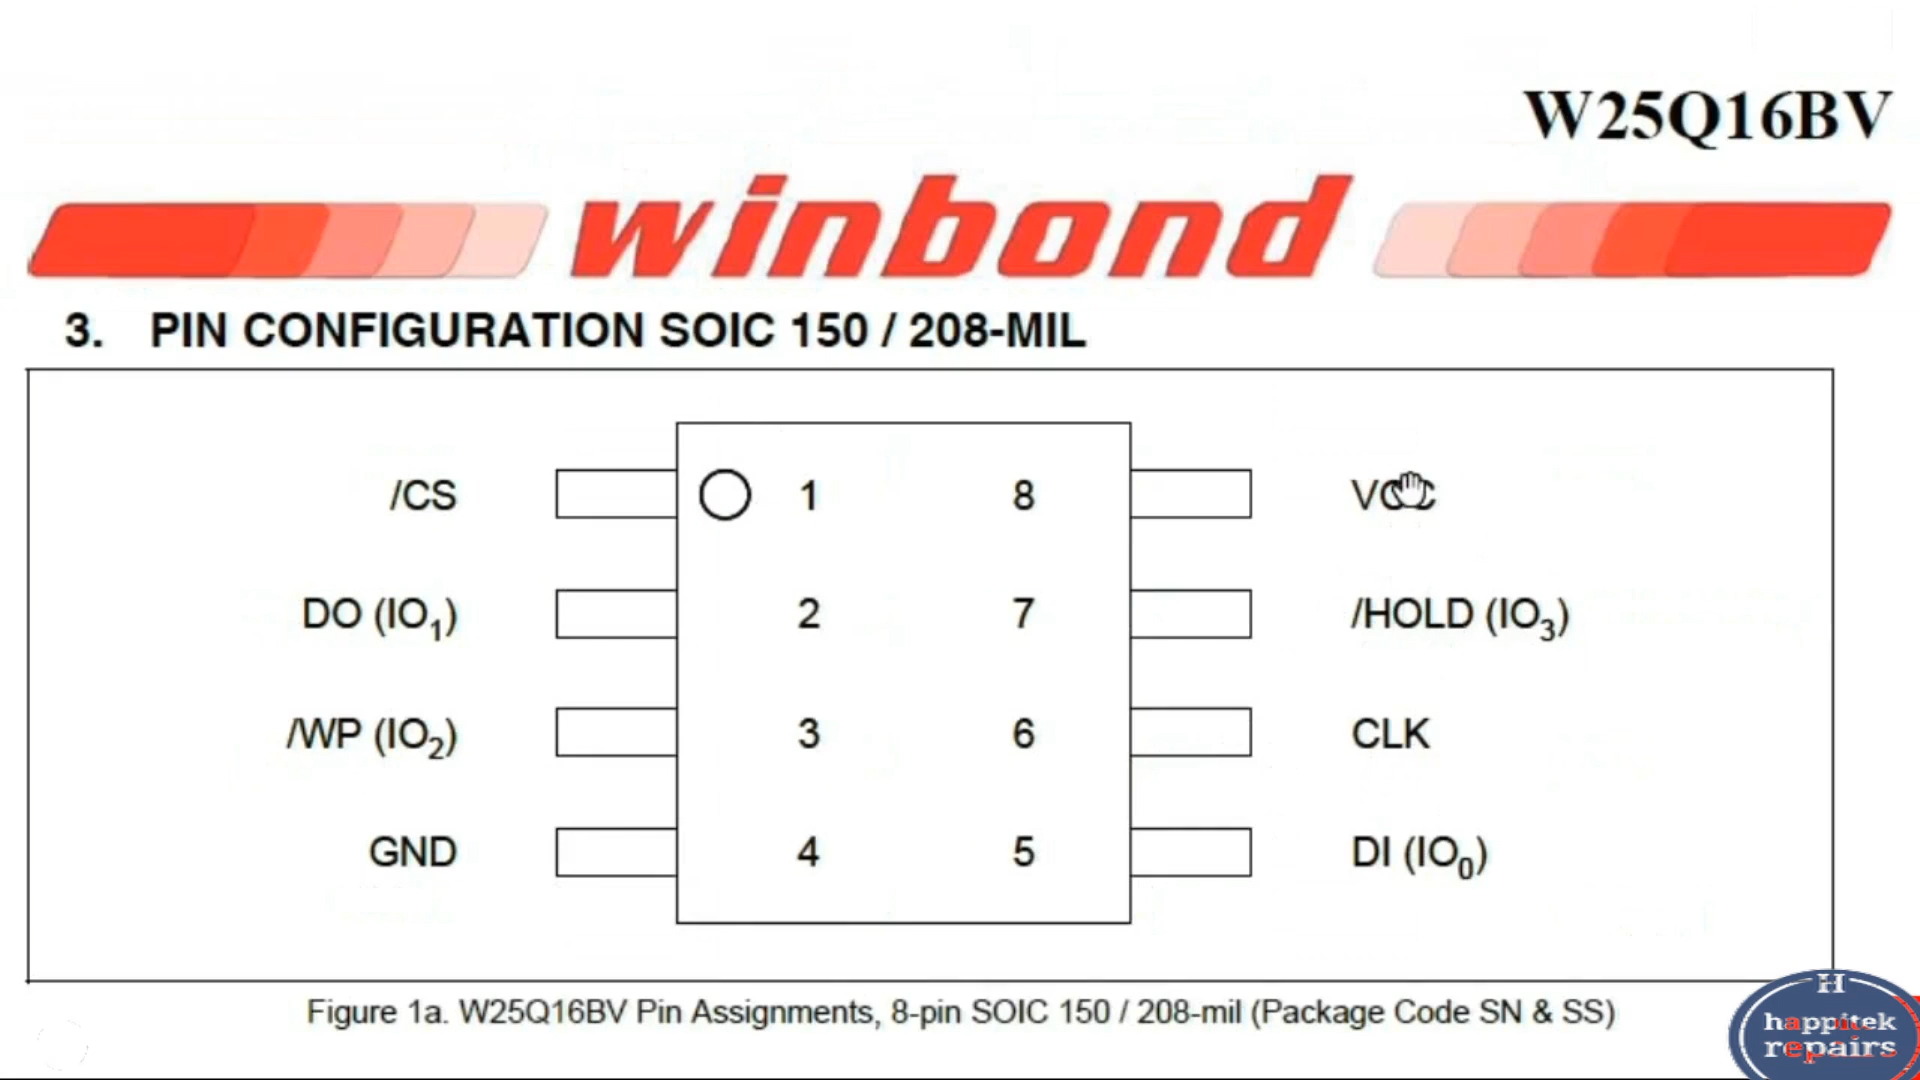 W25Q16BV
winbond
3. PIN CONFIGURATION SOIC 150 / 208-MIL
/CS 1 8 VCC
DO (IO1) 2 7 /HOLD (IO3)
/WP (IO2) 3 6 CLK
GND 4 5 DI (IO0)
Figure 1a. W25Q16BV Pin Assignments, 8-pin SOIC 150 / 208-mil (Package Code SN & SS)
H
happitek
repairs